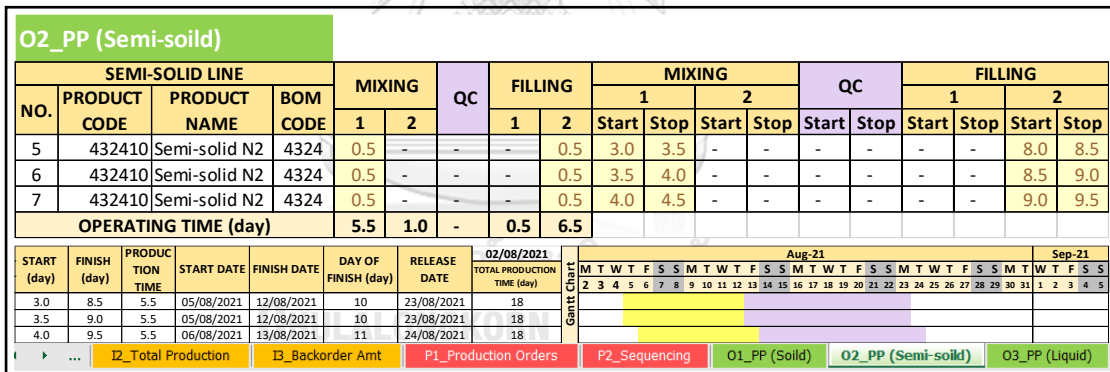 O2_PP (Semi-soild)
SEMI-SOLID LINE MIXING QC FILLING MIXING QC FILLING
1 2 1 2
NO. PRODUCT CODE PRODUCT NAME BOM CODE 1 2 1 2 Start Stop Start Stop Start Stop Start Stop Start Stop
5 432410 Semi-solid N2 4324 0.5 - - - 0.5 3.0 3.5 - - - - - - 8.0 8.5
6 432410 Semi-solid N2 4324 0.5 - - - 0.5 3.5 4.0 - - - - - - 8.5 9.0
7 432410 Semi-solid N2 4324 0.5 - - - 0.5 4.0 4.5 - - - - - - 9.0 9.5
OPERATING TIME (day) 5.5 1.0 - 0.5 6.5
START (day) FINISH (day) PRODUC TION TIME START DATE FINISH DATE DAY OF FINISH (day) RELEASE DATE 02/08/2021 TOTAL PRODUCTION TIME (day) Gantt Chart Aug-21 Sep-21
M T W T F S S M T W T F S S M T W T F S S M T W T F S S M T W T F S S
2 3 4 5 6 7 8 9 10 11 12 13 14 15 16 17 18 19 20 21 22 23 24 25 26 27 28 29 30 31 1 2 3 4 5
3.0 8.5 5.5 05/08/2021 12/08/2021 10 23/08/2021 18
3.5 9.0 5.5 05/08/2021 12/08/2021 10 23/08/2021 18
4.0 9.5 5.5 06/08/2021 13/08/2021 11 24/08/2021 18
... I2_Total Production I3_Backorder Amt P1_Production Orders P2_Sequencing O1_PP (Soild) O2_PP (Semi-soild) O3_PP (Liquid)